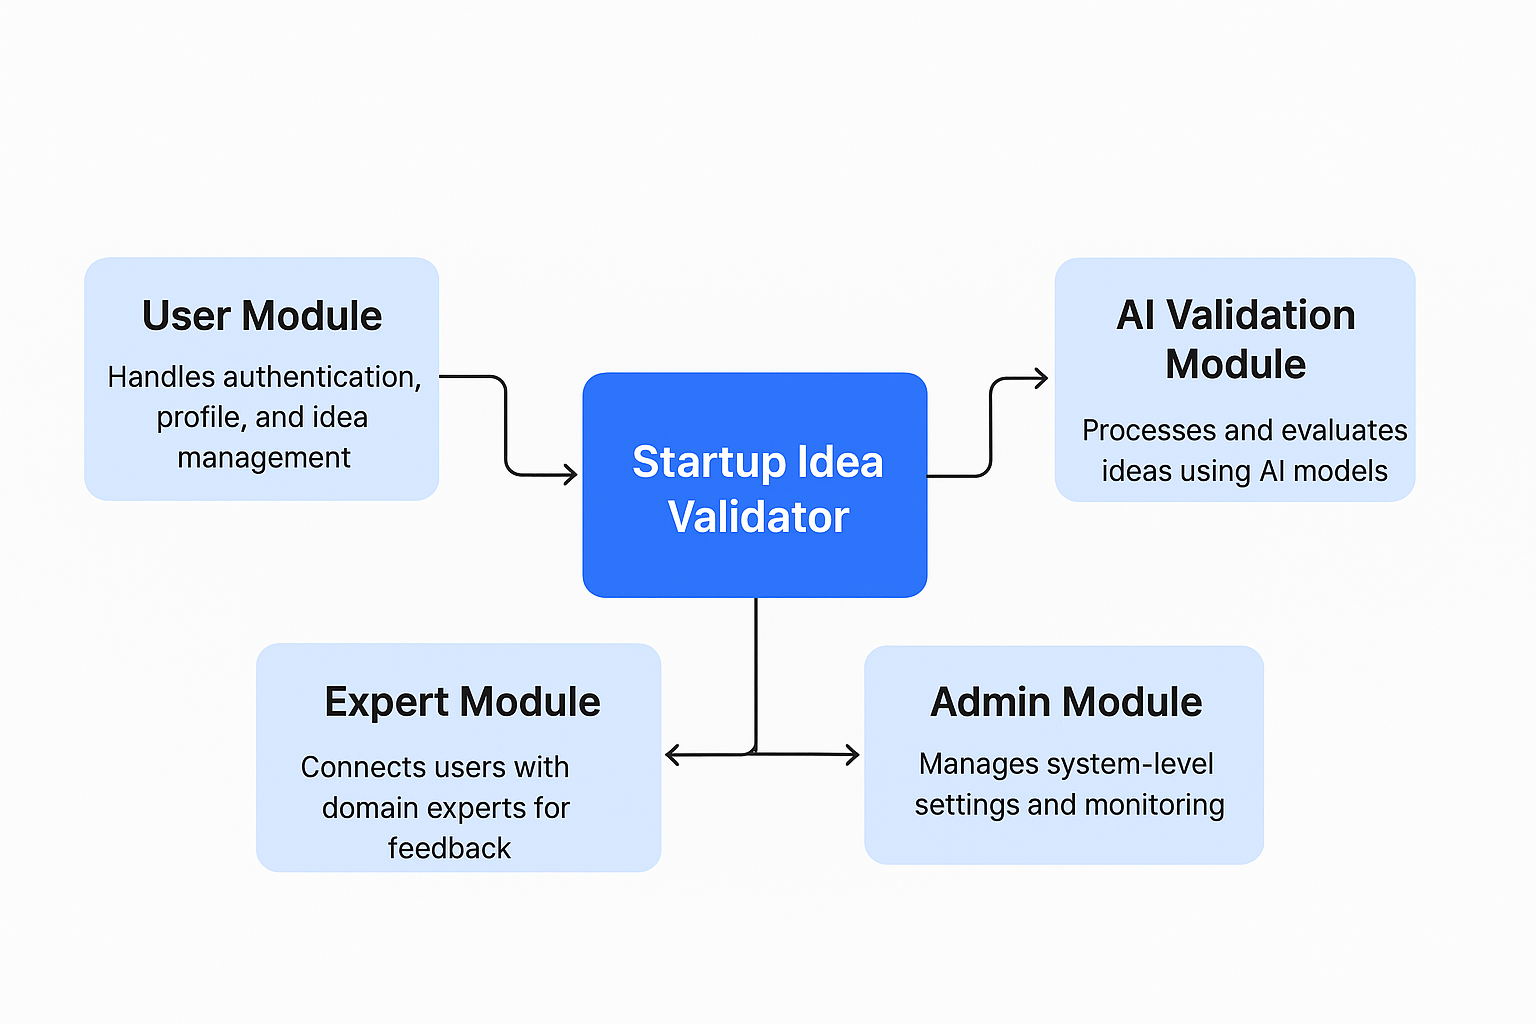 User Module
Handles authentication,
profile, and idea
management
Startup Idea
Validator
AI Validation
Module
Processes and evaluates
ideas using AI models
Expert Module
Connects users with
domain experts for
feedback
Admin Module
Manages system-level
settings and monitoring